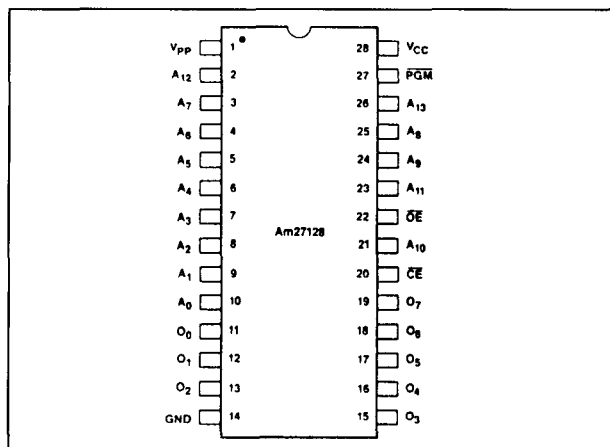 VPP 1 28 VCC
A12 2 27 PGM
A7 3 26 A13
A6 4 25 A8
A5 5 24 A9
A4 6 23 A11
A3 7 22 OE
Am27128
A2 8 21 A10
A1 9 20 CE
A0 10 19 O7
O0 11 18 O6
O1 12 17 O5
O2 13 16 O4
GND 14 15 O3